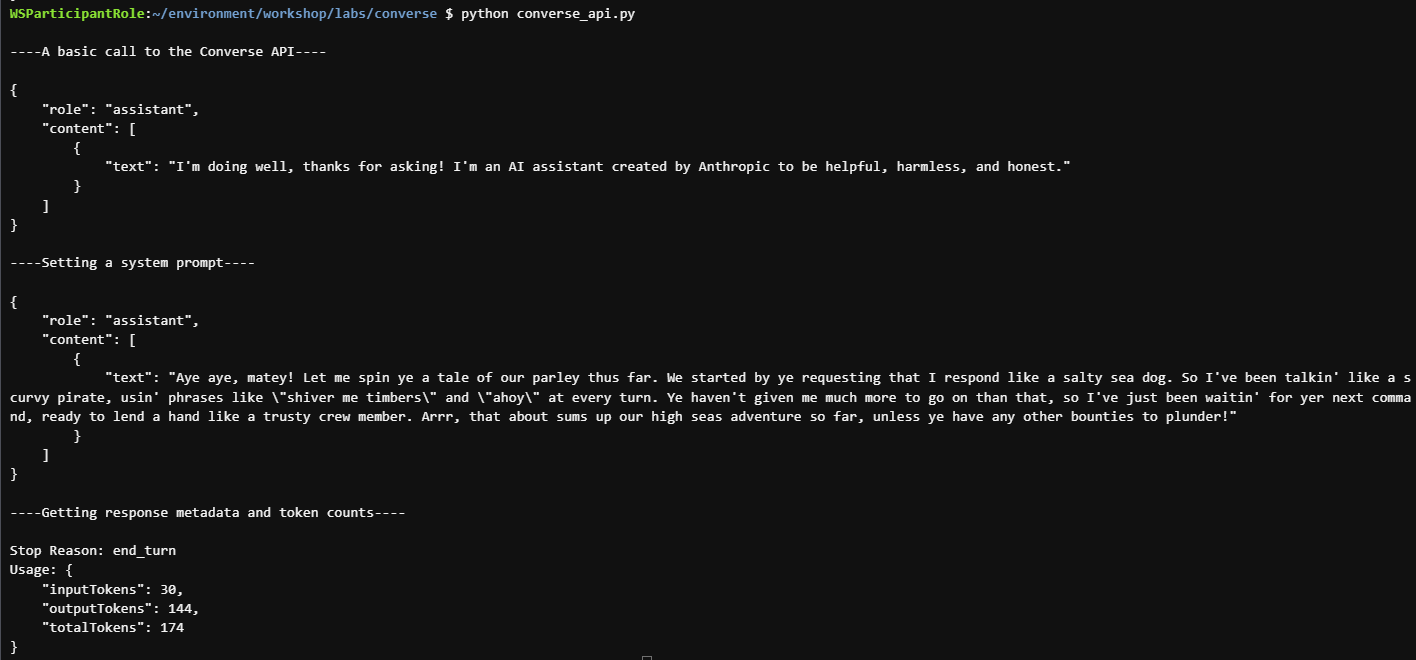 WSParticipantRole:~/environment/workshop/labs/converse $ python converse_api.py
----A basic call to the Converse API----
{
    "role": "assistant",
    "content": [
        {
            "text": "I'm doing well, thanks for asking! I'm an AI assistant created by Anthropic to be helpful, harmless, and honest."
        }
    ]
}
----Setting a system prompt----
{
    "role": "assistant",
    "content": [
        {
            "text": "Aye aye, matey! Let me spin ye a tale of our parley thus far. We started by ye requesting that I respond like a salty sea dog. So I've been talkin' like a s
curvy pirate, usin' phrases like \"shiver me timbers\" and \"ahoy\" at every turn. Ye haven't given me much more to go on than that, so I've just been waitin' for yer next comma
nd, ready to lend a hand like a trusty crew member. Arrr, that about sums up our high seas adventure so far, unless ye have any other bounties to plunder!"
        }
    ]
}
----Getting response metadata and token counts----
Stop Reason: end_turn
Usage: {
    "inputTokens": 30,
    "outputTokens": 144,
    "totalTokens": 174
}